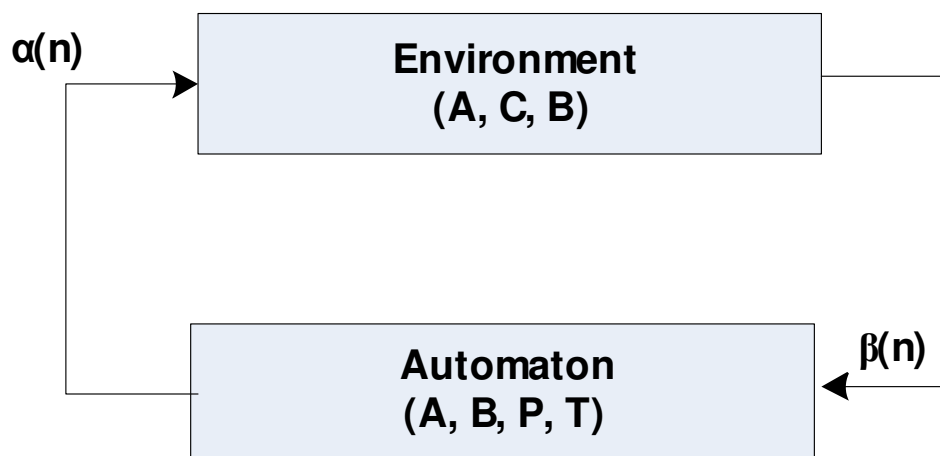 α(n)
Environment
(A, C, B)
β(n)
Automaton
(A, B, P, T)